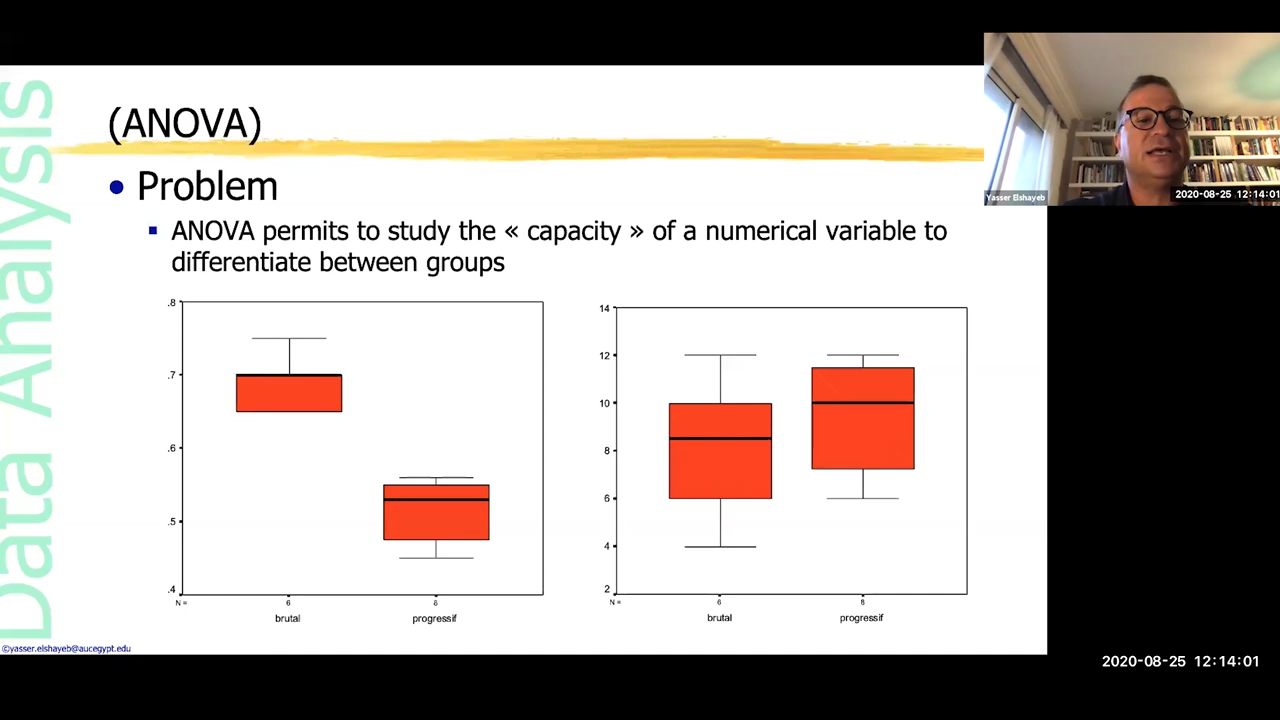 Data Analysis
(ANOVA)
• Problem
▪ ANOVA permits to study the « capacity » of a numerical variable to
differentiate between groups
.8
.7
.6
.5
.4
N =
6
8
brutal
progressif
14
12
10
8
6
4
2
N =
6
8
brutal
progressif
©yasser.elshayeb@aucegypt.edu
Yasser Elshayeb
2020-08-25 12:14:01
2020-08-25 12:14:01